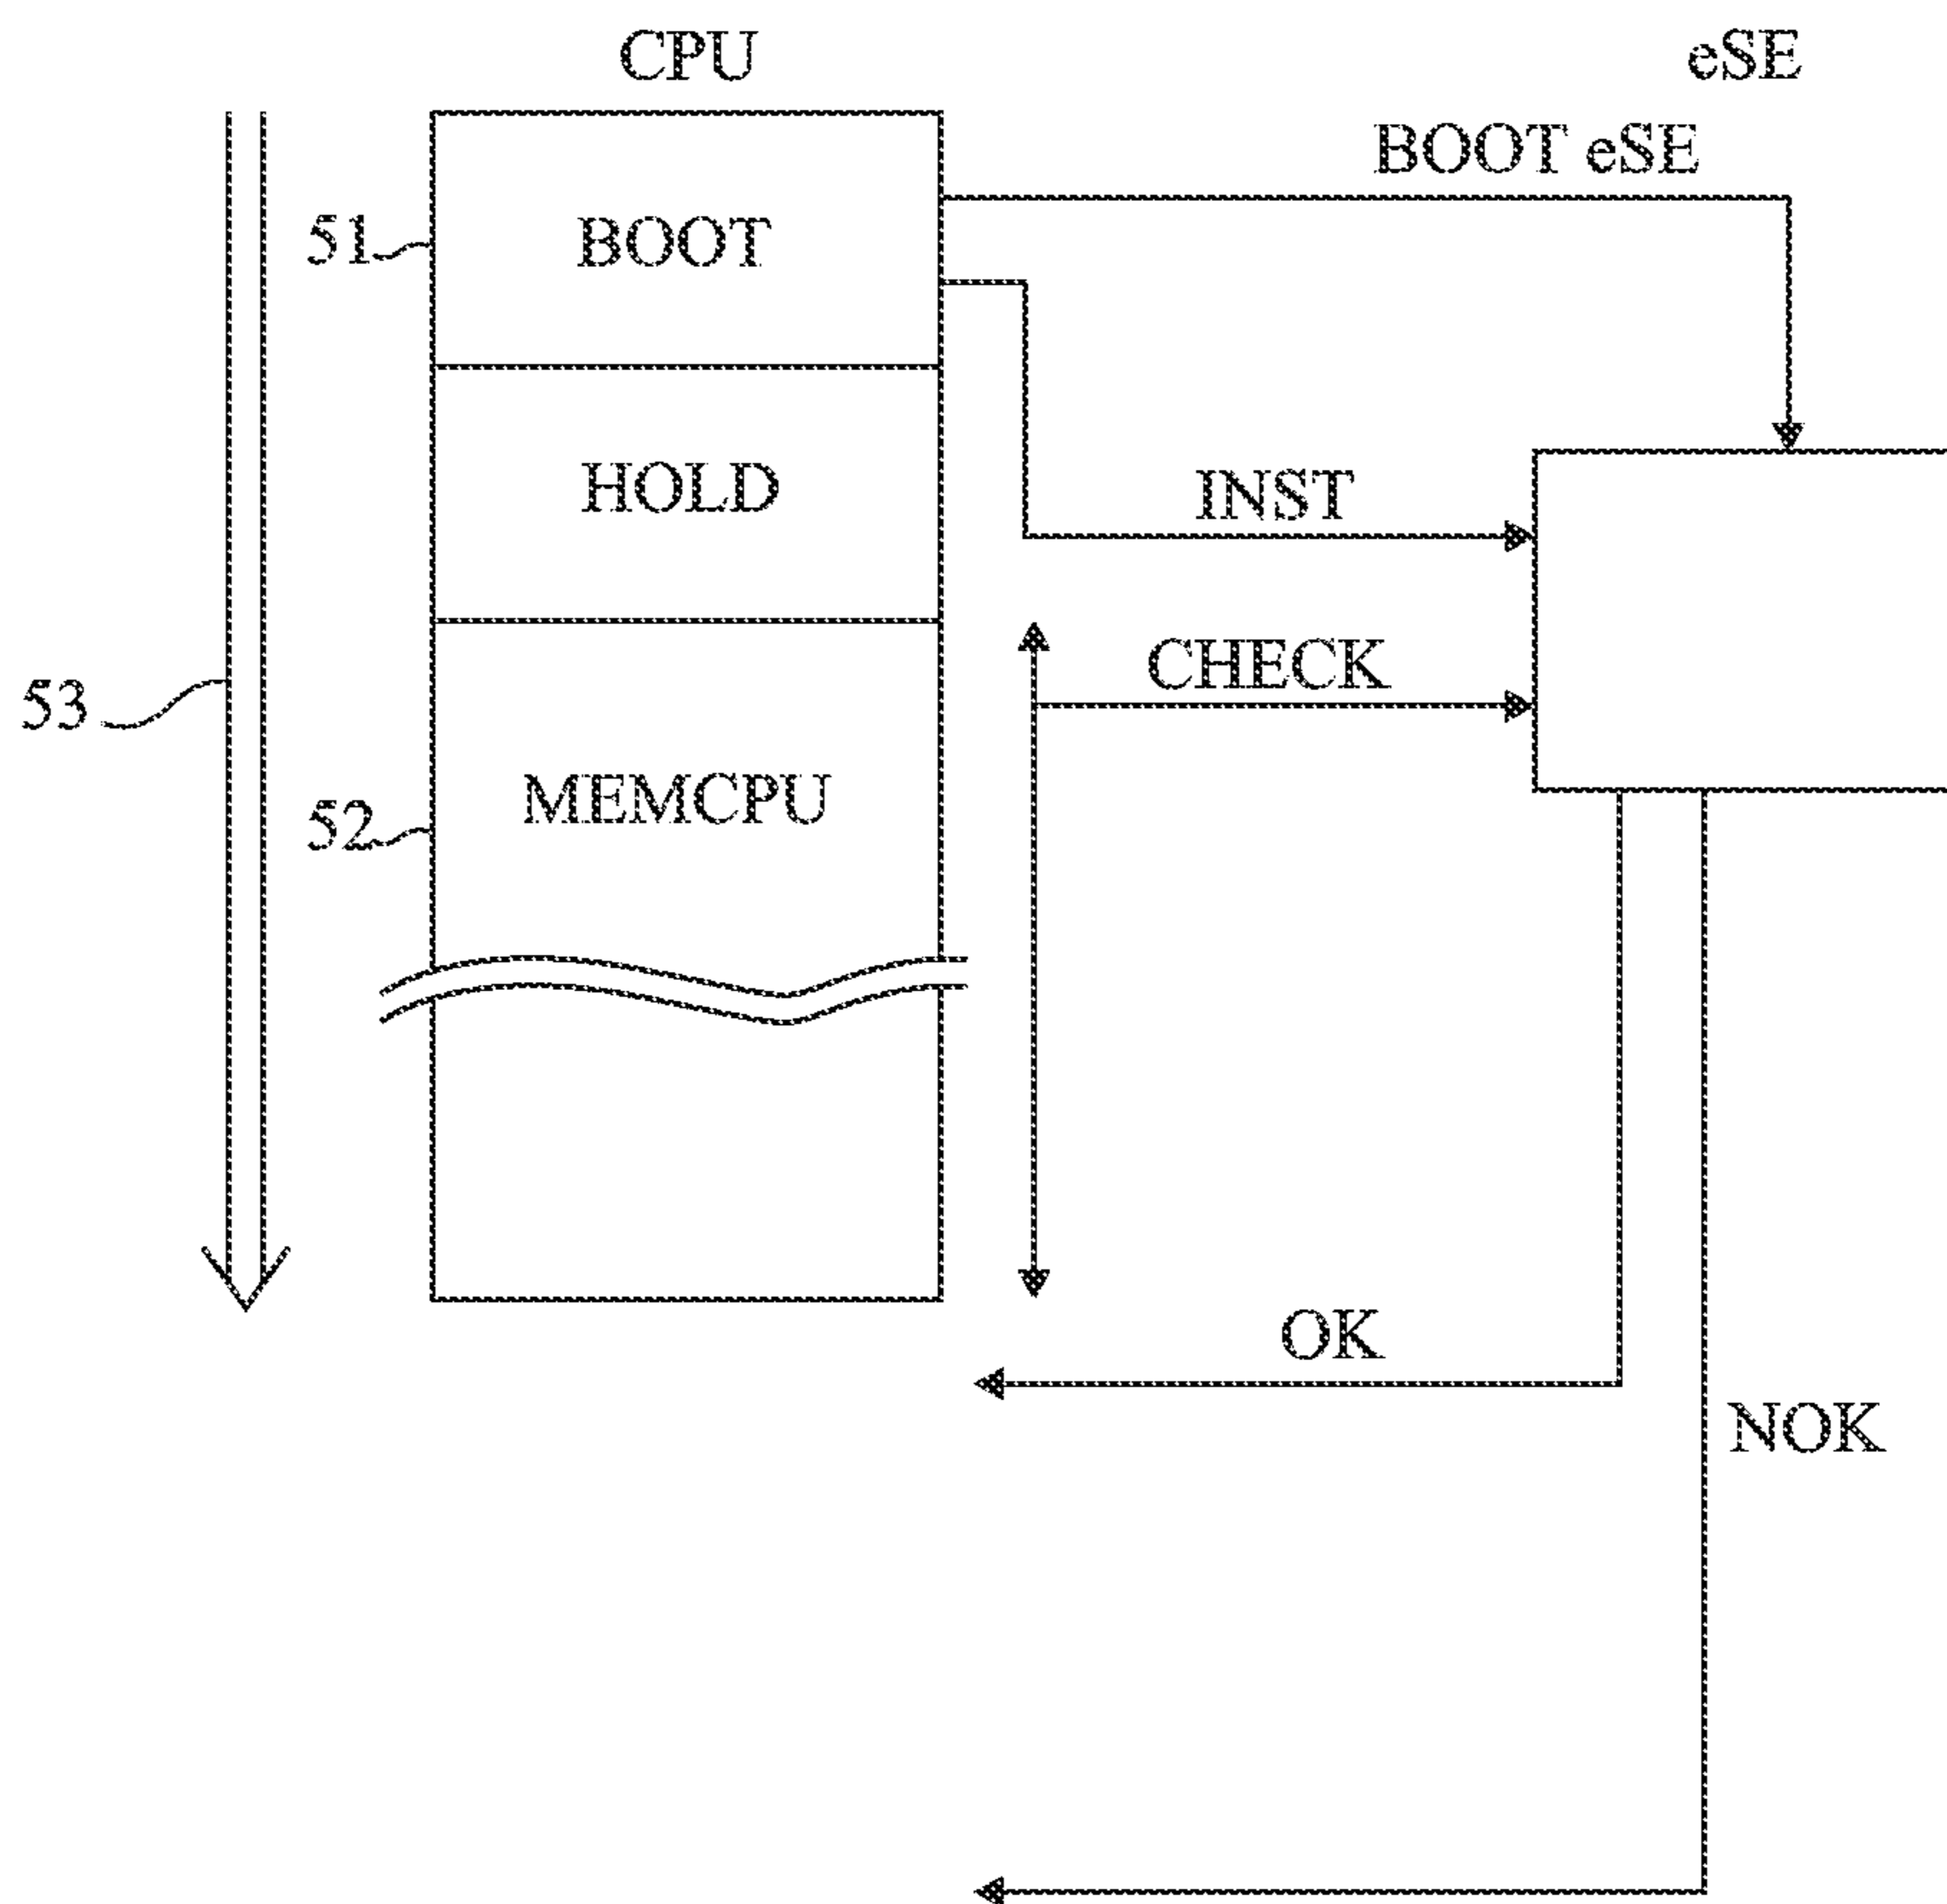 CPU
eSE
BOOT eSE
51
BOOT
HOLD
INST
CHECK
53
MEMCPU
52
OK
NOK